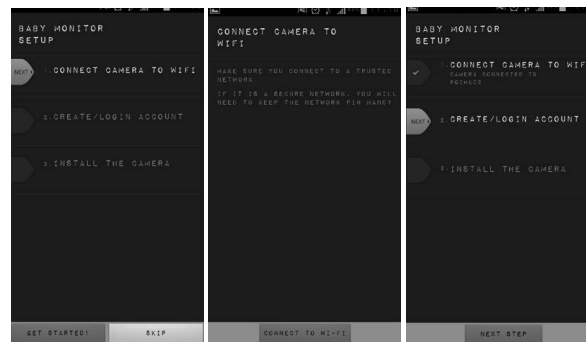 BABY MONITOR
SETUP
NEXT
1.CONNECT CAMERA TO WIFI
2.CREATE/LOGIN ACCOUNT
3.INSTALL THE CAMERA
GET STARTED!
SKIP
CONNECT CAMERA TO
WIFI
MAKE SURE YOU CONNECT TO A TRUSTED
NETWORK.
IF IT IS A SECURE NETWORK, YOU WILL
NEED TO KEEP THE NETWORK PIN HANDY
CONNECT TO WI-FI
BABY MONITOR
SETUP
1.CONNECT CAMERA TO WIF
CAMERA CONNECTED TO
NEXT
2.CREATE/LOGIN ACCOUNT
3.INSTALL THE CAMERA
NEXT STEP